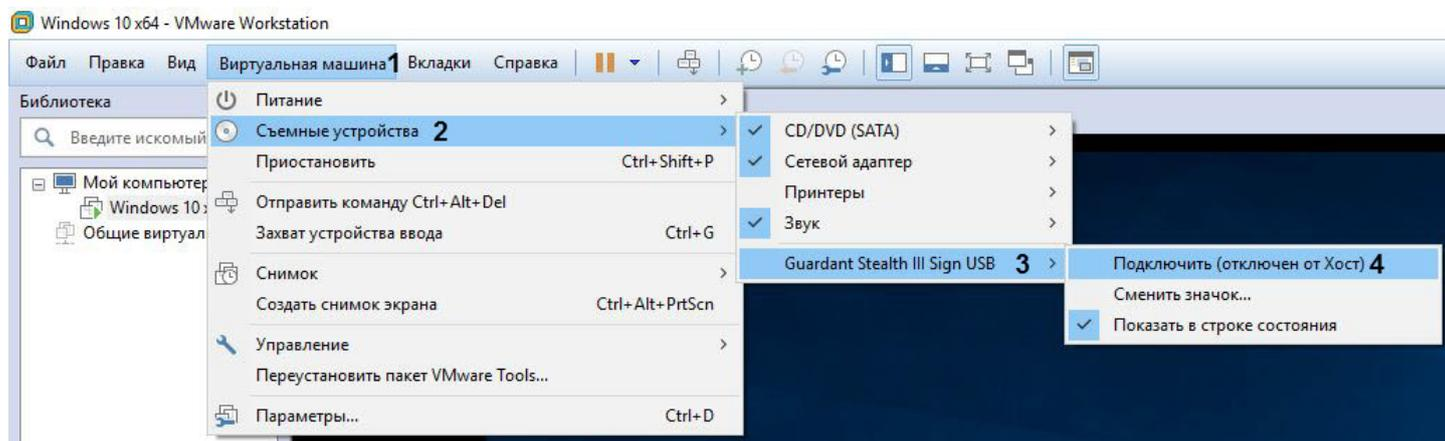 Windows 10 x64 - VMware Workstation
Файл Правка Вид Виртуальная машина 1 Вкладки Справка
Библиотека
Введите искомый
Мой компьютер
Windows 10
Общие виртуал
Питание
Съемные устройства 2
Приостановить Ctrl+Shift+P
Отправить команду Ctrl+Alt+Del
Захват устройства ввода Ctrl+G
Снимок
Создать снимок экрана Ctrl+Alt+PrtScn
Управление
Переустановить пакет VMware Tools...
Параметры... Ctrl+D
CD/DVD (SATA)
Сетевой адаптер
Принтеры
Звук
Guardant Stealth III Sign USB 3
Подключить (отключен от Хост) 4
Сменить значок...
Показать в строке состояния